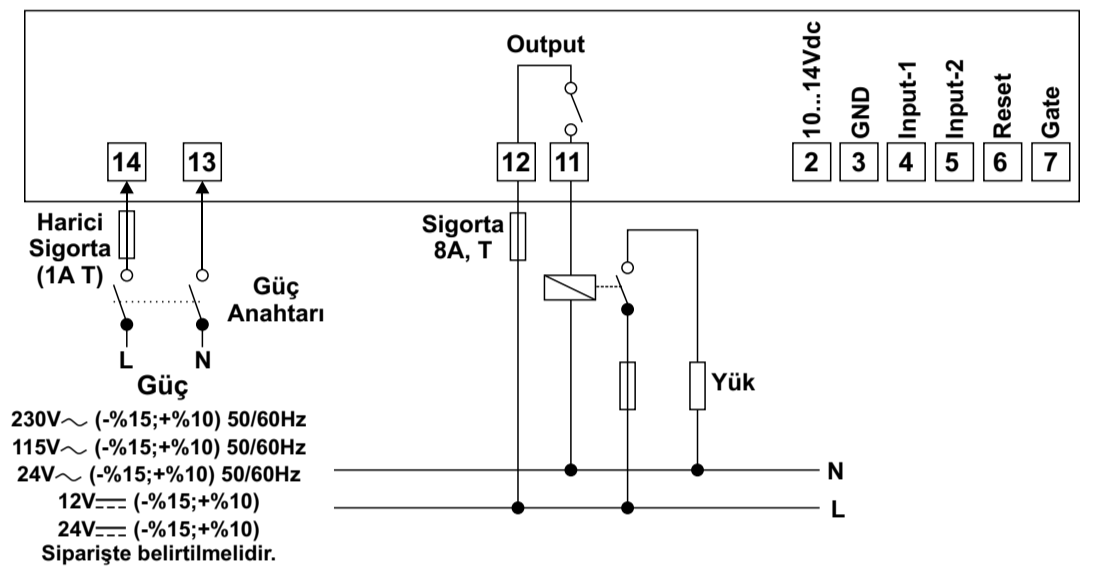 Output
10...14Vdc
GND
Input-1
Input-2
Reset
Gate
14
13
12
11
2
3
4
5
6
7
Harici
Sigorta
(1A T)
Güç
Anahtarı
L
N
Güç
230V~ (-%15;+%10) 50/60Hz
115V~ (-%15;+%10) 50/60Hz
24V~ (-%15;+%10) 50/60Hz
12V⎓ (-%15;+%10)
24V⎓ (-%15;+%10)
Siparişte belirtilmelidir.
Sigorta
8A, T
Yük
N
L